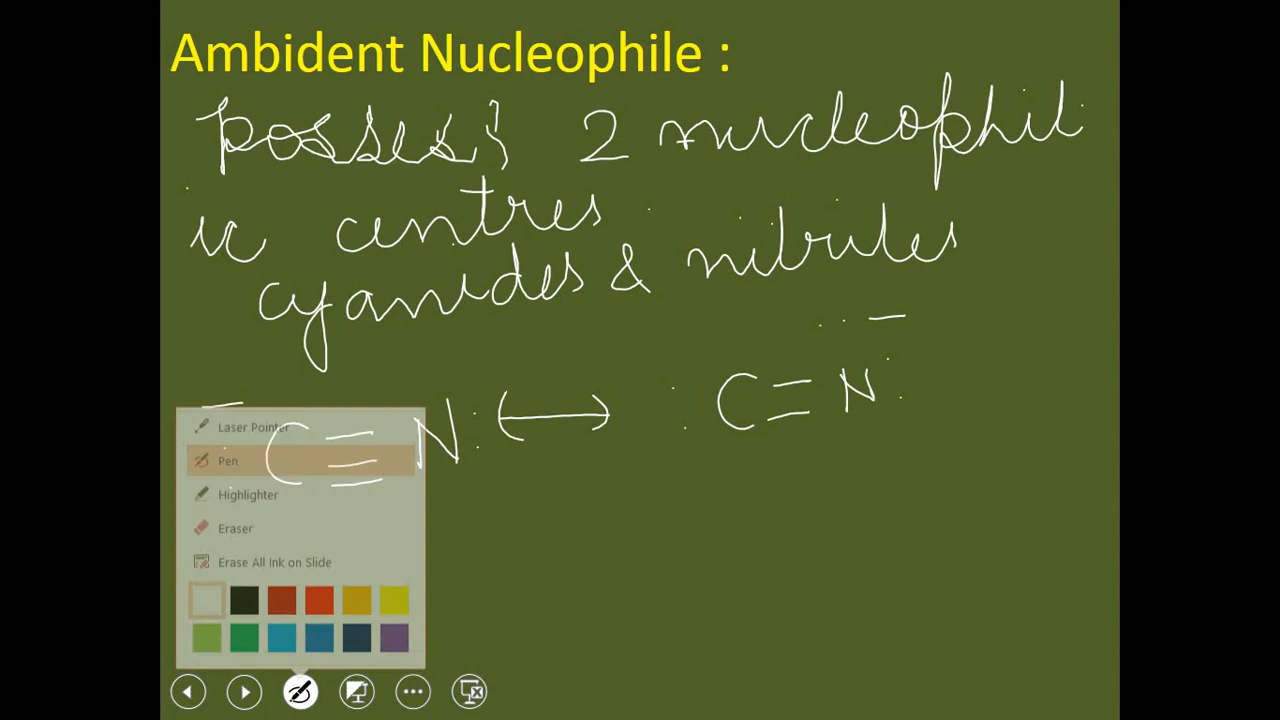 Ambident Nucleophile :
possess 2 nucleophil
ic centres
cyanides & nitriles
C≡N: ⟷ :C=N:
Laser Pointer
Pen
Highlighter
Eraser
Erase All Ink on Slide